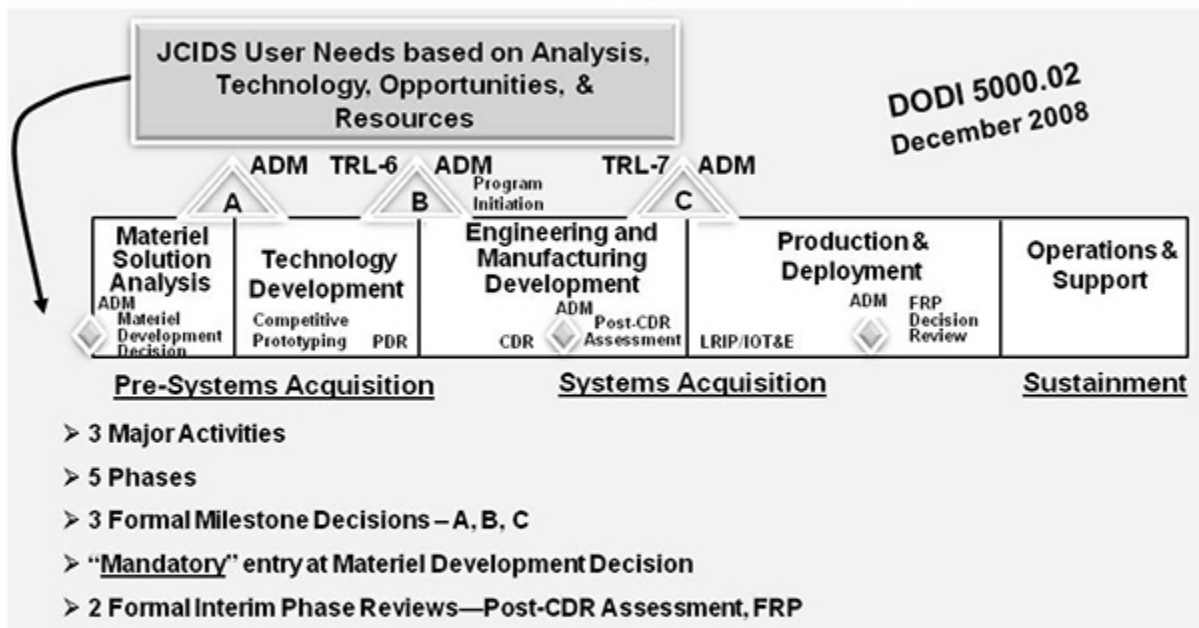 JCIDS User Needs based on Analysis,
Technology, Opportunities, &
Resources
DODI 5000.02
December 2008
A
ADM
TRL-6
B
ADM
Program
Initiation
TRL-7
C
ADM
Materiel
Solution
Analysis
ADM
Materiel
Development
Decision
Technology
Development
Competitive
Prototyping
PDR
Engineering and
Manufacturing
Development
CDR
ADM
Post-CDR
Assessment
Production &
Deployment
LRIP/IOT&E
ADM
FRP
Decision
Review
Operations &
Support
Pre-Systems Acquisition
Systems Acquisition
Sustainment
➢ 3 Major Activities
➢ 5 Phases
➢ 3 Formal Milestone Decisions – A, B, C
➢ “Mandatory” entry at Materiel Development Decision
➢ 2 Formal Interim Phase Reviews—Post-CDR Assessment, FRP